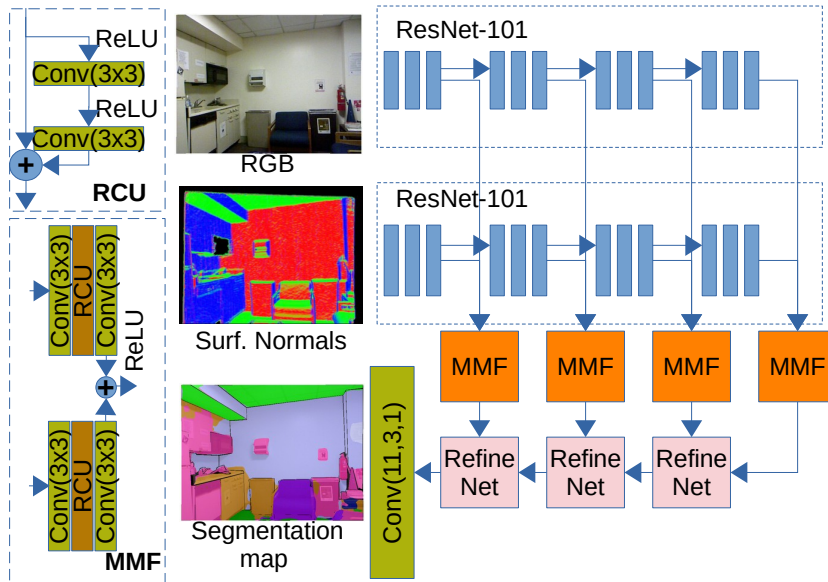 ReLU
Conv(3x3)
ReLU
Conv(3x3)
+
RCU
Conv(3x3)
RCU
Conv(3x3)
ReLU
+
Conv(3x3)
RCU
Conv(3x3)
MMF
RGB
Surf. Normals
Segmentation
map
ResNet-101
ResNet-101
MMF
MMF
MMF
MMF
Refine
Net
Refine
Net
Refine
Net
Conv(11,3,1)